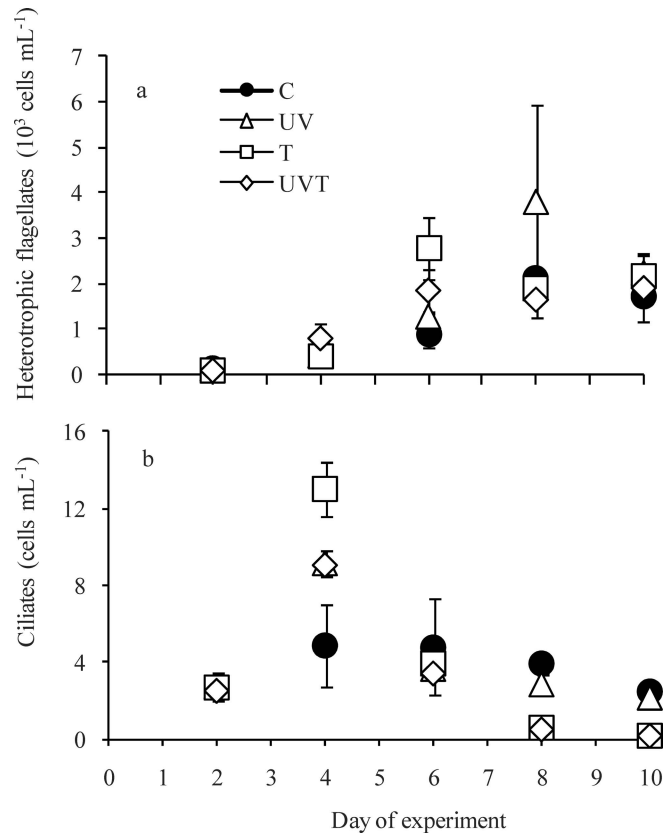 Heterotrophic flagellates (10³ cells mL⁻¹)
7
6
5
4
3
2
1
0
a
C
UV
T
UVT
Ciliates (cells mL⁻¹)
16
12
8
4
0
b
0 1 2 3 4 5 6 7 8 9 10
Day of experiment